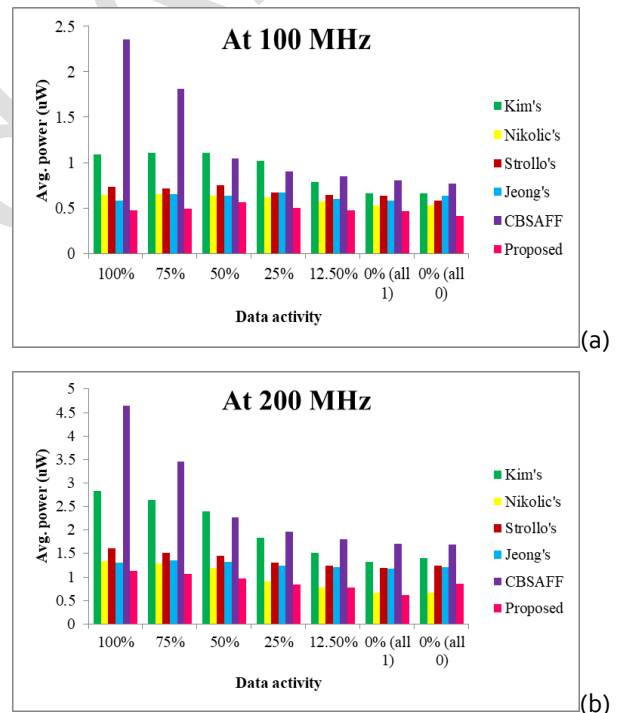 At 100 MHz
Avg. power (uW)
2.5
2
1.5
1
0.5
0
100% 75% 50% 25% 12.50% 0% (all 1) 0% (all 0)
Data activity
Kim's
Nikolic's
Strollo's
Jeong's
CBSAFF
Proposed
(a)
At 200 MHz
Avg. power (uW)
5
4.5
4
3.5
3
2.5
2
1.5
1
0.5
0
100% 75% 50% 25% 12.50% 0% (all 1) 0% (all 0)
Data activity
Kim's
Nikolic's
Strollo's
Jeong's
CBSAFF
Proposed
(b)